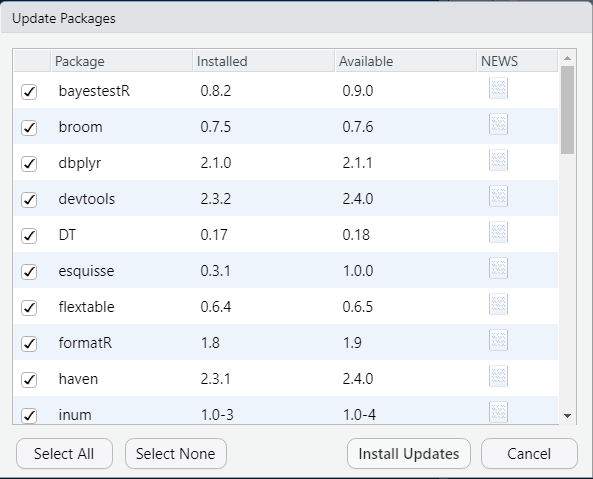 Update Packages
Package Installed Available NEWS
bayestestR 0.8.2 0.9.0
broom 0.7.5 0.7.6
dbplyr 2.1.0 2.1.1
devtools 2.3.2 2.4.0
DT 0.17 0.18
esquisse 0.3.1 1.0.0
flextable 0.6.4 0.6.5
formatR 1.8 1.9
haven 2.3.1 2.4.0
inum 1.0-3 1.0-4
Select All Select None Install Updates Cancel